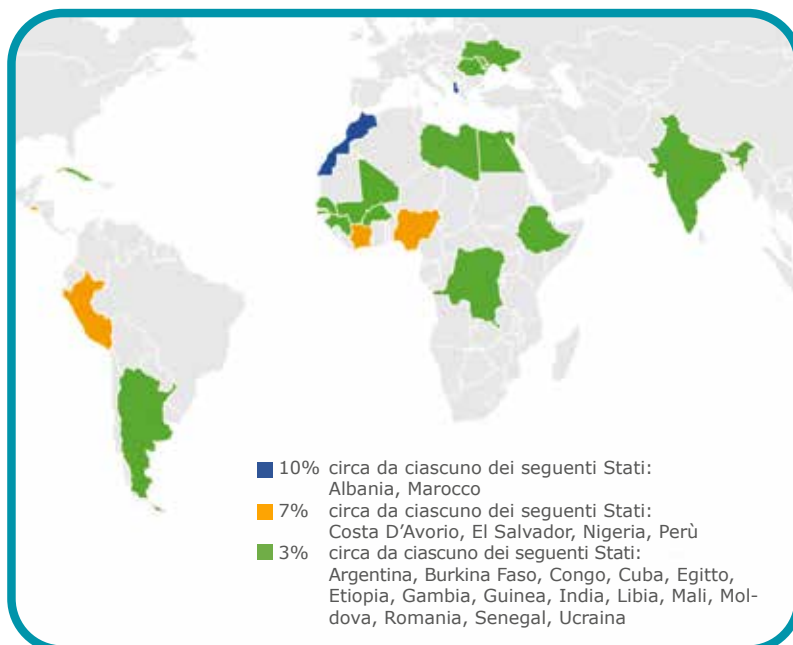 10% circa da ciascuno dei seguenti Stati:
Albania, Marocco
7% circa da ciascuno dei seguenti Stati:
Costa D’Avorio, El Salvador, Nigeria, Perù
3% circa da ciascuno dei seguenti Stati:
Argentina, Burkina Faso, Congo, Cuba, Egitto,
Etiopia, Gambia, Guinea, India, Libia, Mali, Mol-
dova, Romania, Senegal, Ucraina